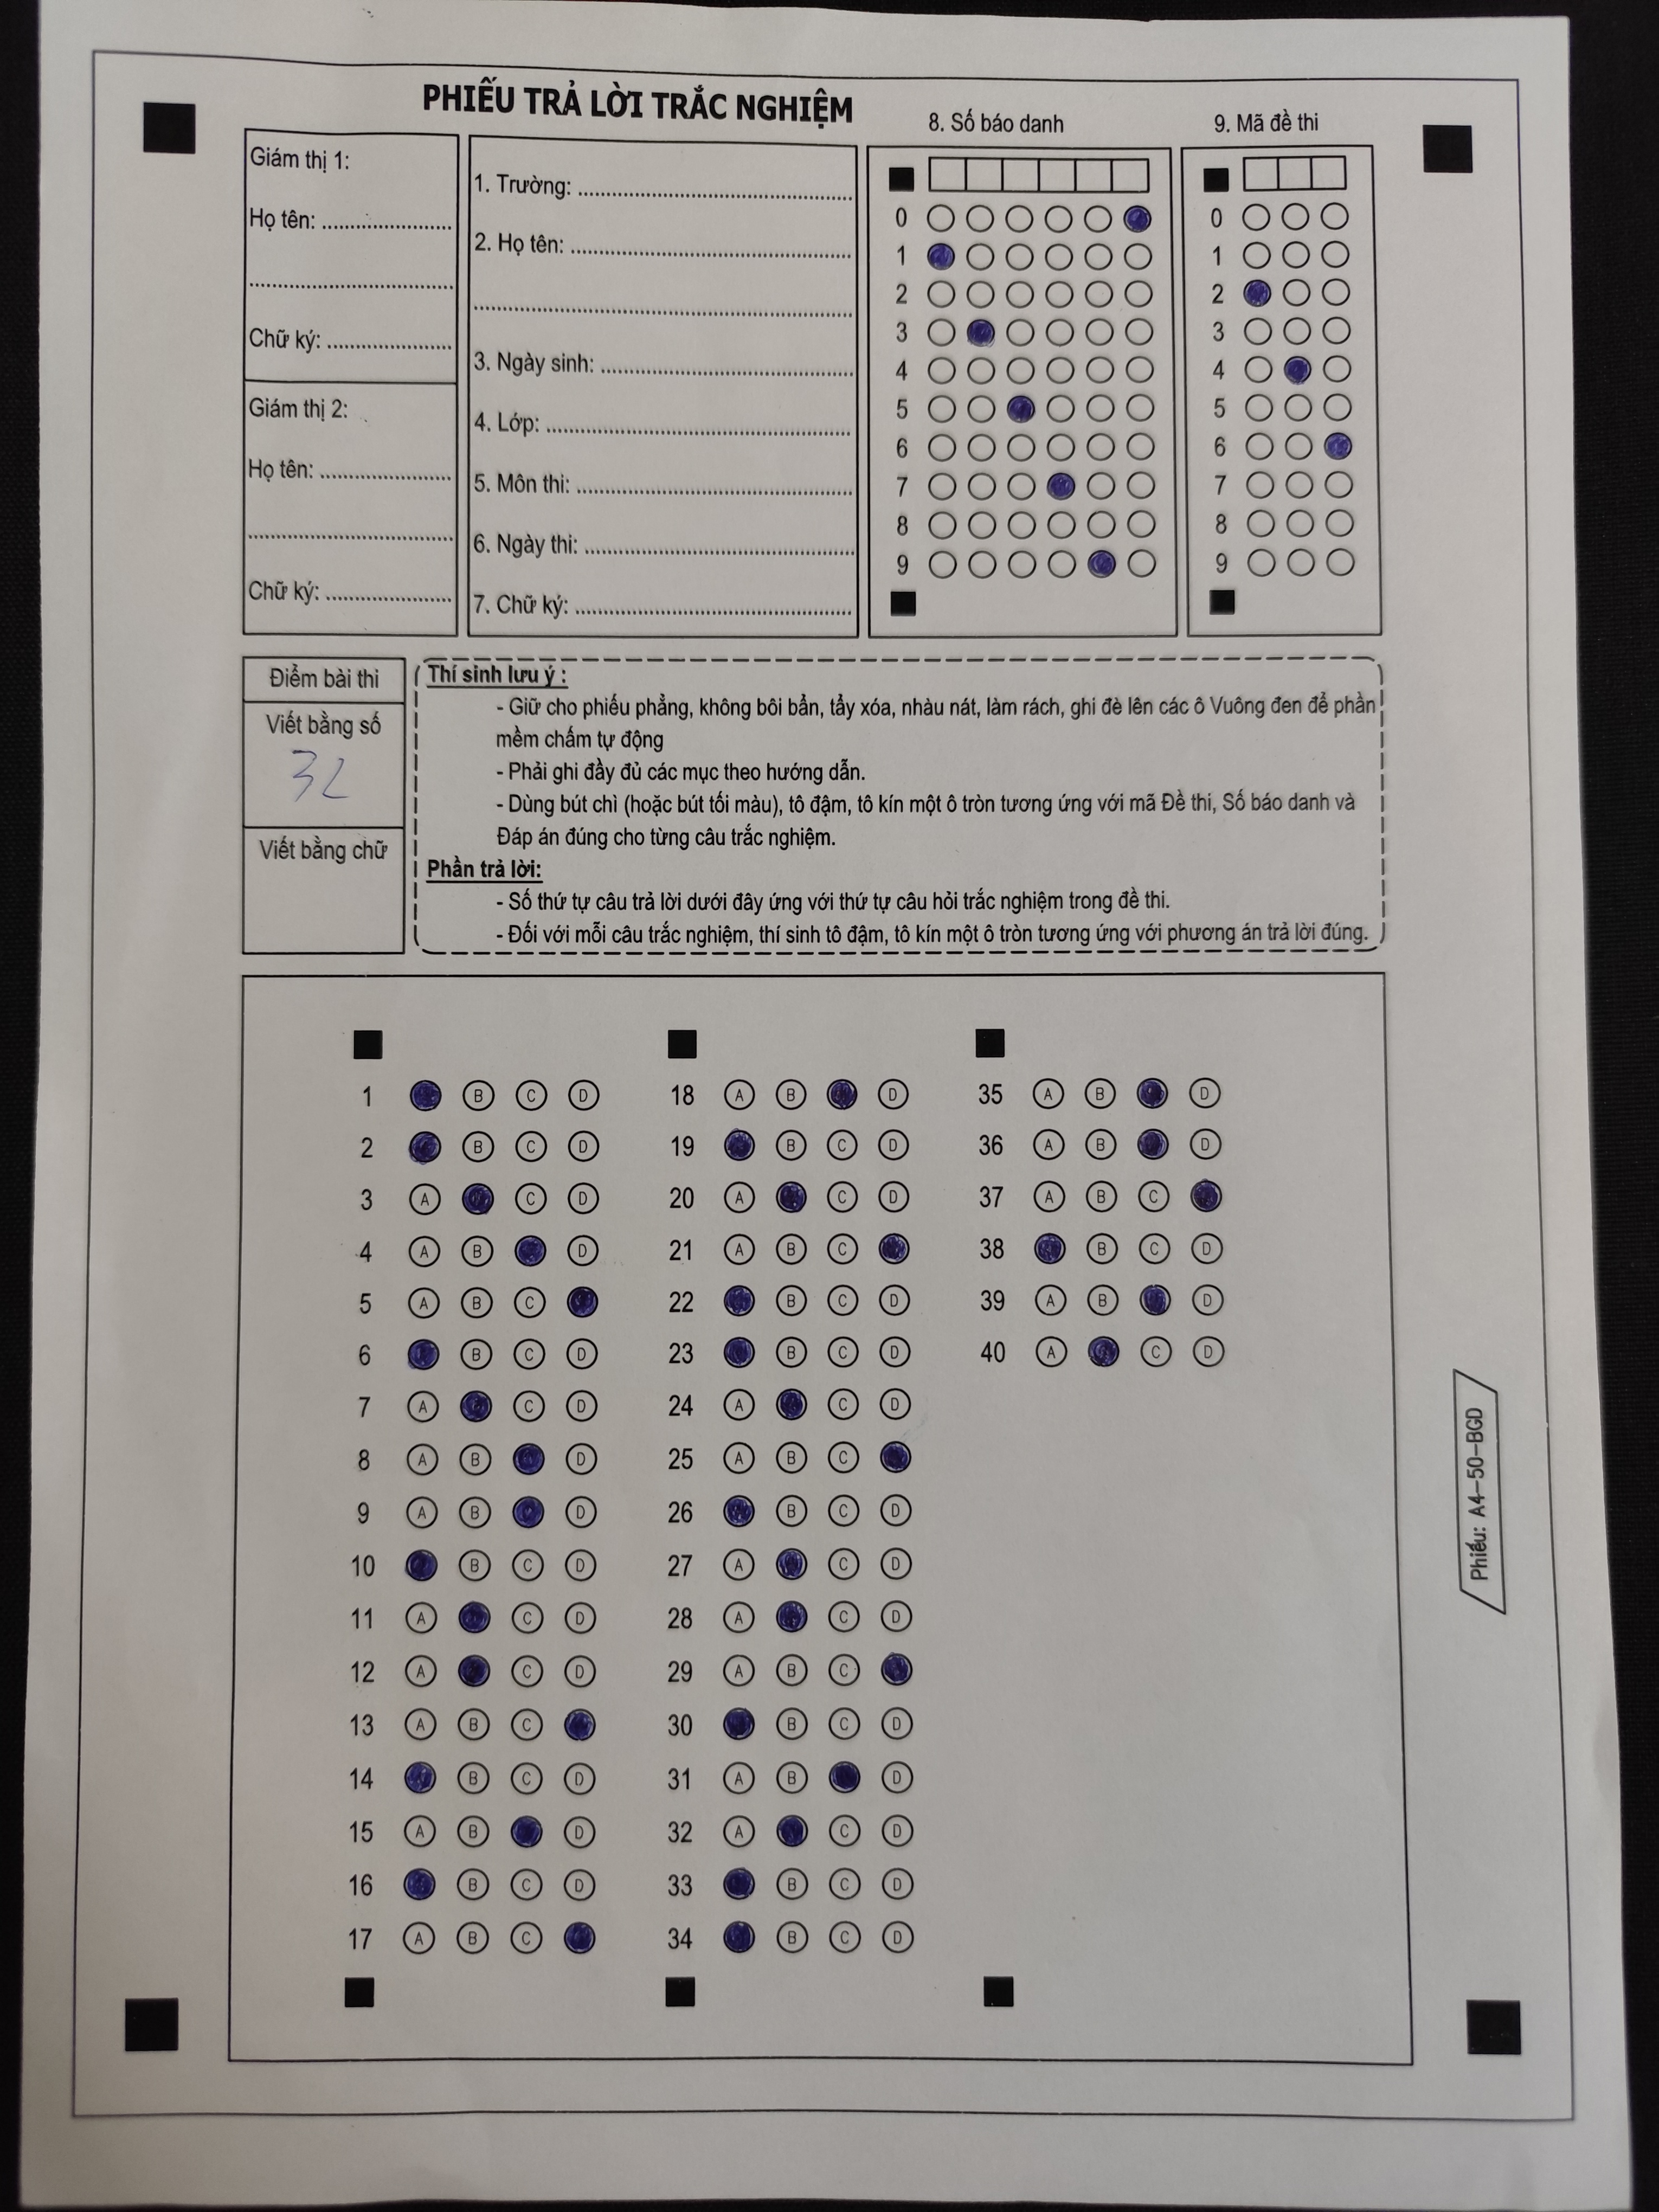 PHIẾU TRẢ LỜI TRẮC NGHIỆM
Giám thị 1:
Họ tên: ........................
........................................
Chữ ký: ........................
Giám thị 2:
Họ tên: ........................
........................................
Chữ ký: ........................
1. Trường: ........................
2. Họ tên: ........................
........................................
3. Ngày sinh: ........................
4. Lớp: ........................
5. Môn thi: ........................
6. Ngày thi: ........................
7. Chữ ký: ........................
8. Số báo danh
0
1
2
3
4
5
6
7
8
9
9. Mã đề thi
0
1
2
3
4
5
6
7
8
9
Điểm bài thi
Viết bằng số
32
Viết bằng chữ
Thí sinh lưu ý :
- Giữ cho phiếu phẳng, không bôi bẩn, tẩy xóa, nhàu nát, làm rách, ghi đè lên các ô Vuông đen để phần
mềm chấm tự động
- Phải ghi đầy đủ các mục theo hướng dẫn.
- Dùng bút chì (hoặc bút tối màu), tô đậm, tô kín một ô tròn tương ứng với mã Đề thi, Số báo danh và
Đáp án đúng cho từng câu trắc nghiệm.
Phần trả lời:
- Số thứ tự câu trả lời dưới đây ứng với thứ tự câu hỏi trắc nghiệm trong đề thi.
- Đối với mỗi câu trắc nghiệm, thí sinh tô đậm, tô kín một ô tròn tương ứng với phương án trả lời đúng.
1 B C D
2 B C D
3 A C D
4 A B D
5 A B C
6 B C D
7 A C D
8 A B D
9 A B D
10 B C D
11 A C D
12 A C D
13 A B C
14 B C D
15 A B D
16 B C D
17 A B C
18 A B D
19 B C D
20 A C D
21 A B C
22 B C D
23 B C D
24 A C D
25 A B C
26 B C D
27 A C D
28 A C D
29 A B C
30 B C D
31 A B D
32 A C D
33 B C D
34 B C D
35 A B D
36 A B D
37 A B C
38 B C D
39 A B D
40 A C D
Phiếu: A4-50-BGD